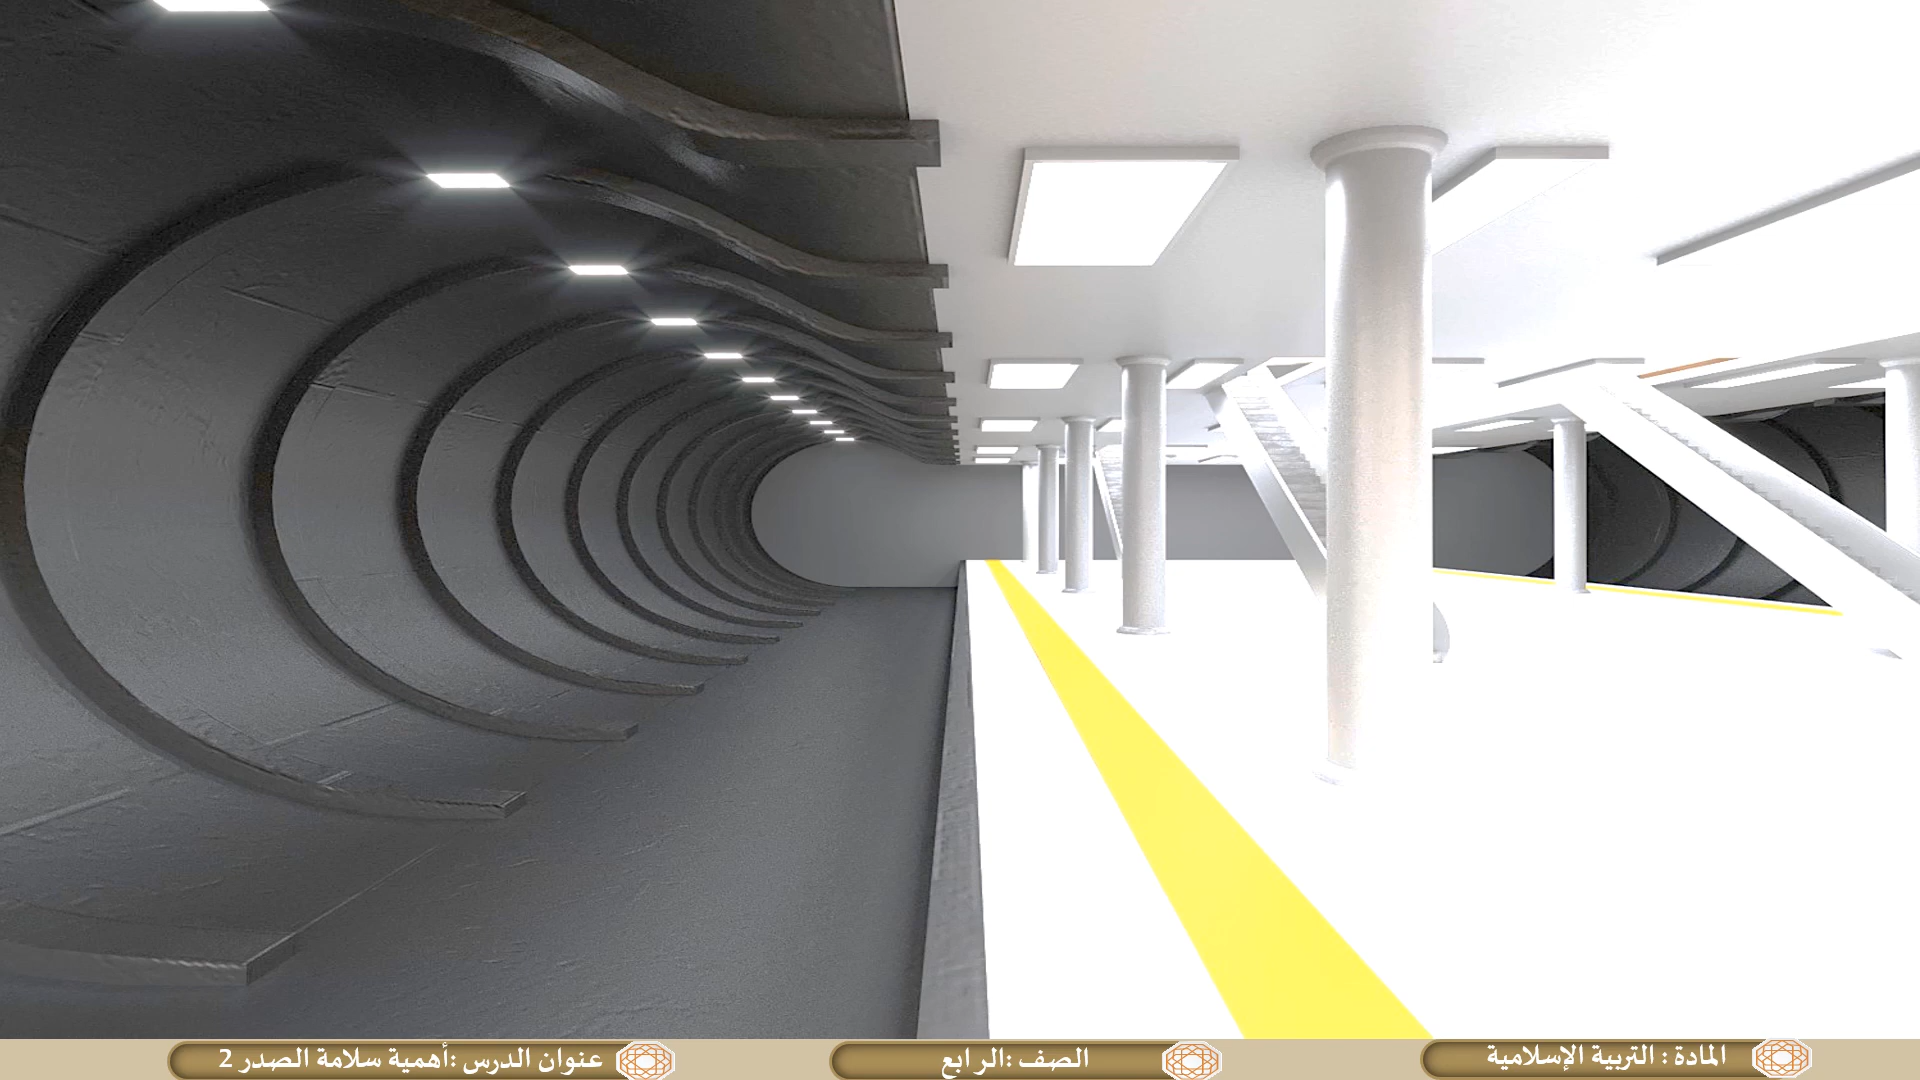 المادة : التربية الإسلامية
الصف :الرابع
عنوان الدرس :أهمية سلامة الصدر 2